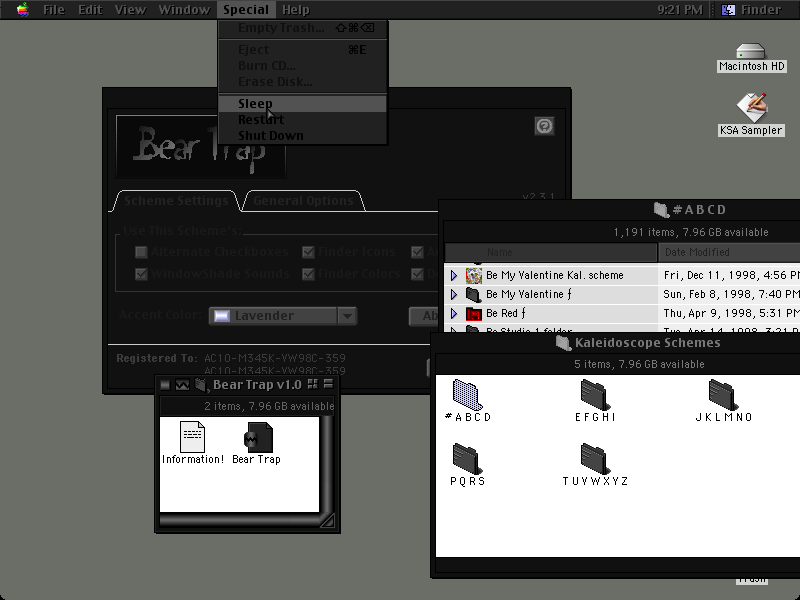 File Edit View Window Special Help 9:21 PM Finder
Empty Trash... ⇧⌘⌫
Eject ⌘E
Burn CD...
Erase Disk...
Sleep
Restart
Shut Down
Macintosh HD
KSA Sampler
Bear Trap
v2.3.1
Scheme Settings General Options
Use This Scheme's:
Alternate Checkboxes Finder Icons
WindowShade Sounds Finder Colors
Accent Color: Lavender Ab
Registered To: AC10-M345K-YW98C-359
AC10-M345K-YW98C-359
#ABCD
1,191 items, 7.96 GB available
Name Date Modified
Be My Valentine Kal. scheme Fri, Dec 11, 1998, 4:56 P
Be My Valentine ƒ Sun, Feb 8, 1998, 7:40 PM
Be Red ƒ Thu, Apr 9, 1998, 5:31 PM
Be Studio 1 folder Tue, Apr 14, 1998, 3:21 P
Kaleidoscope Schemes
5 items, 7.96 GB available
#ABCD EFGHI JKLMNO
PQRS TUVWXYZ
Bear Trap v1.0
2 items, 7.96 GB available
Information! Bear Trap
Trash